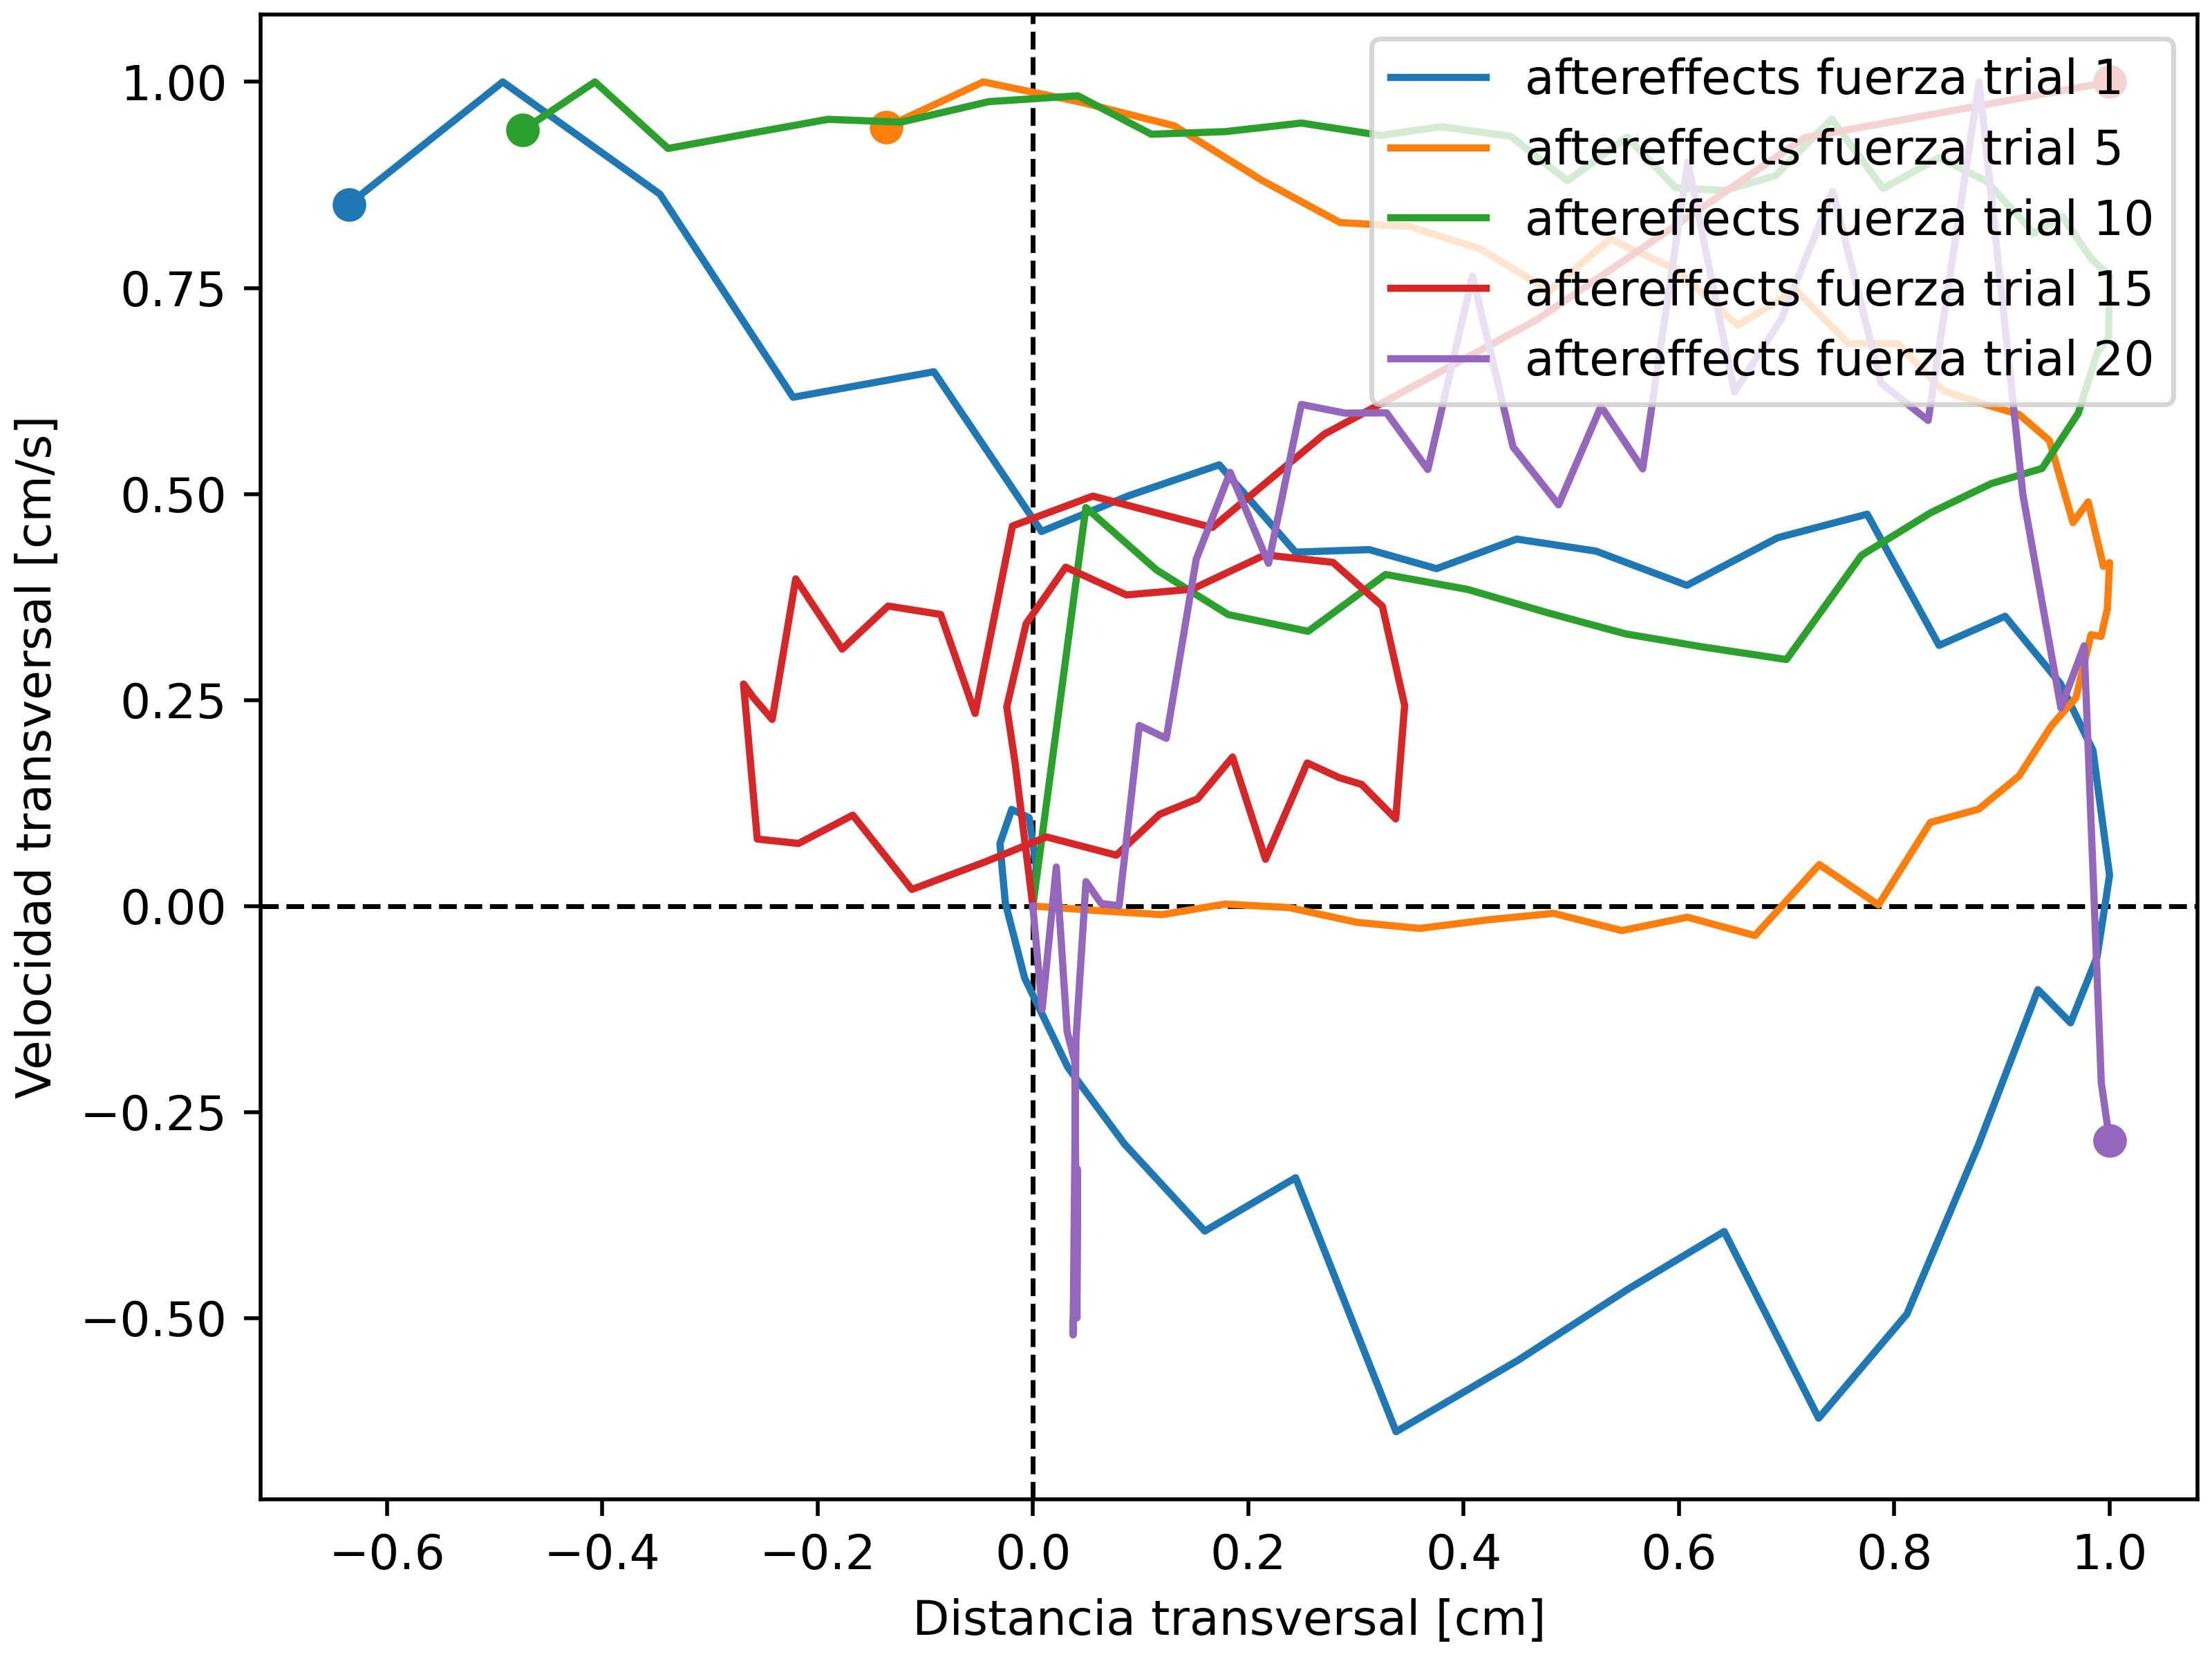 aftereffects fuerza trial 1
aftereffects fuerza trial 5
aftereffects fuerza trial 10
aftereffects fuerza trial 15
aftereffects fuerza trial 20
Velocidad transversal [cm/s]
1.00
0.75
0.50
0.25
0.00
−0.25
−0.50
−0.6 −0.4 −0.2 0.0 0.2 0.4 0.6 0.8 1.0
Distancia transversal [cm]